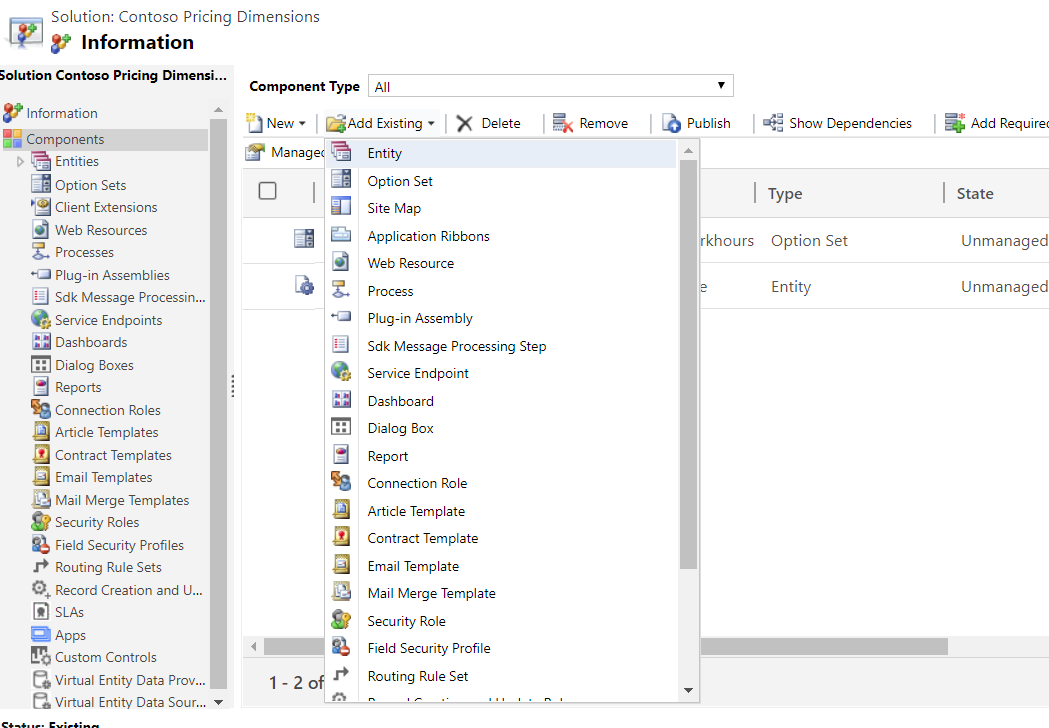 Solution: Contoso Pricing Dimensions
Information
Solution Contoso Pricing Dimensi...
Information
Components
Entities
Option Sets
Client Extensions
Web Resources
Processes
Plug-in Assemblies
Sdk Message Processin...
Service Endpoints
Dashboards
Dialog Boxes
Reports
Connection Roles
Article Templates
Contract Templates
Email Templates
Mail Merge Templates
Security Roles
Field Security Profiles
Routing Rule Sets
Record Creation and U...
SLAs
Apps
Custom Controls
Virtual Entity Data Prov...
Virtual Entity Data Sour...
Status: Existing
Component Type All
New Add Existing Delete Remove Publish Show Dependencies Add Required
Managed
Entity
Option Set
Site Map
Application Ribbons
Web Resource
Process
Plug-in Assembly
Sdk Message Processing Step
Service Endpoint
Dashboard
Dialog Box
Report
Connection Role
Article Template
Contract Template
Email Template
Mail Merge Template
Security Role
Field Security Profile
Routing Rule Set
Type State
rkhours Option Set Unmanaged
e Entity Unmanaged
1 - 2 of